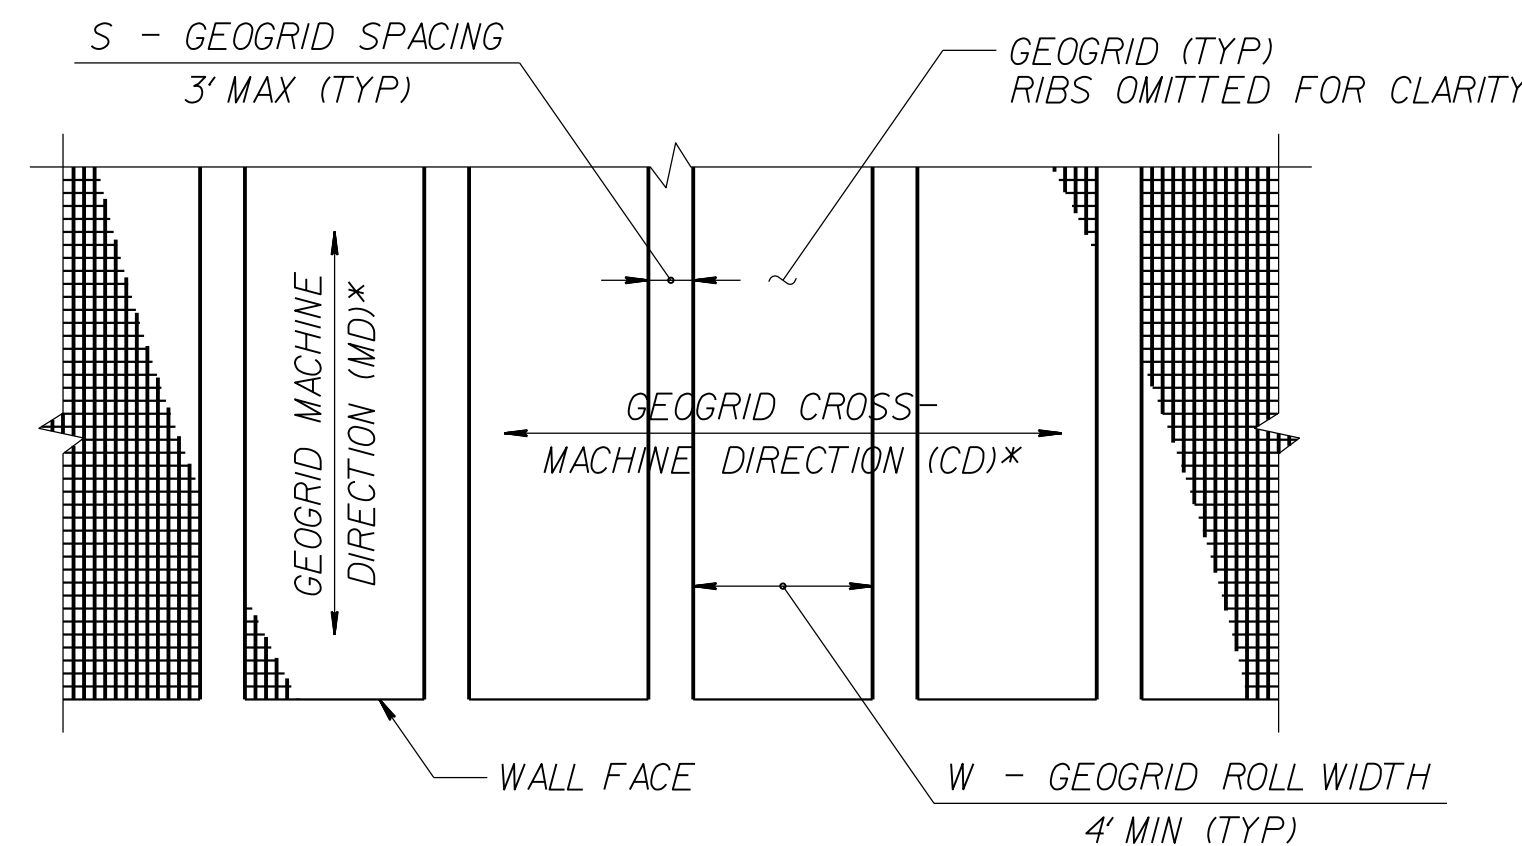 S - GEOGRID SPACING
3' MAX (TYP)
GEOGRID (TYP)
RIBS OMITTED FOR CLARITY
GEOGRID MACHINE
DIRECTION (MD)*
GEOGRID CROSS-
MACHINE DIRECTION (CD)*
WALL FACE
W - GEOGRID ROLL WIDTH
4' MIN (TYP)